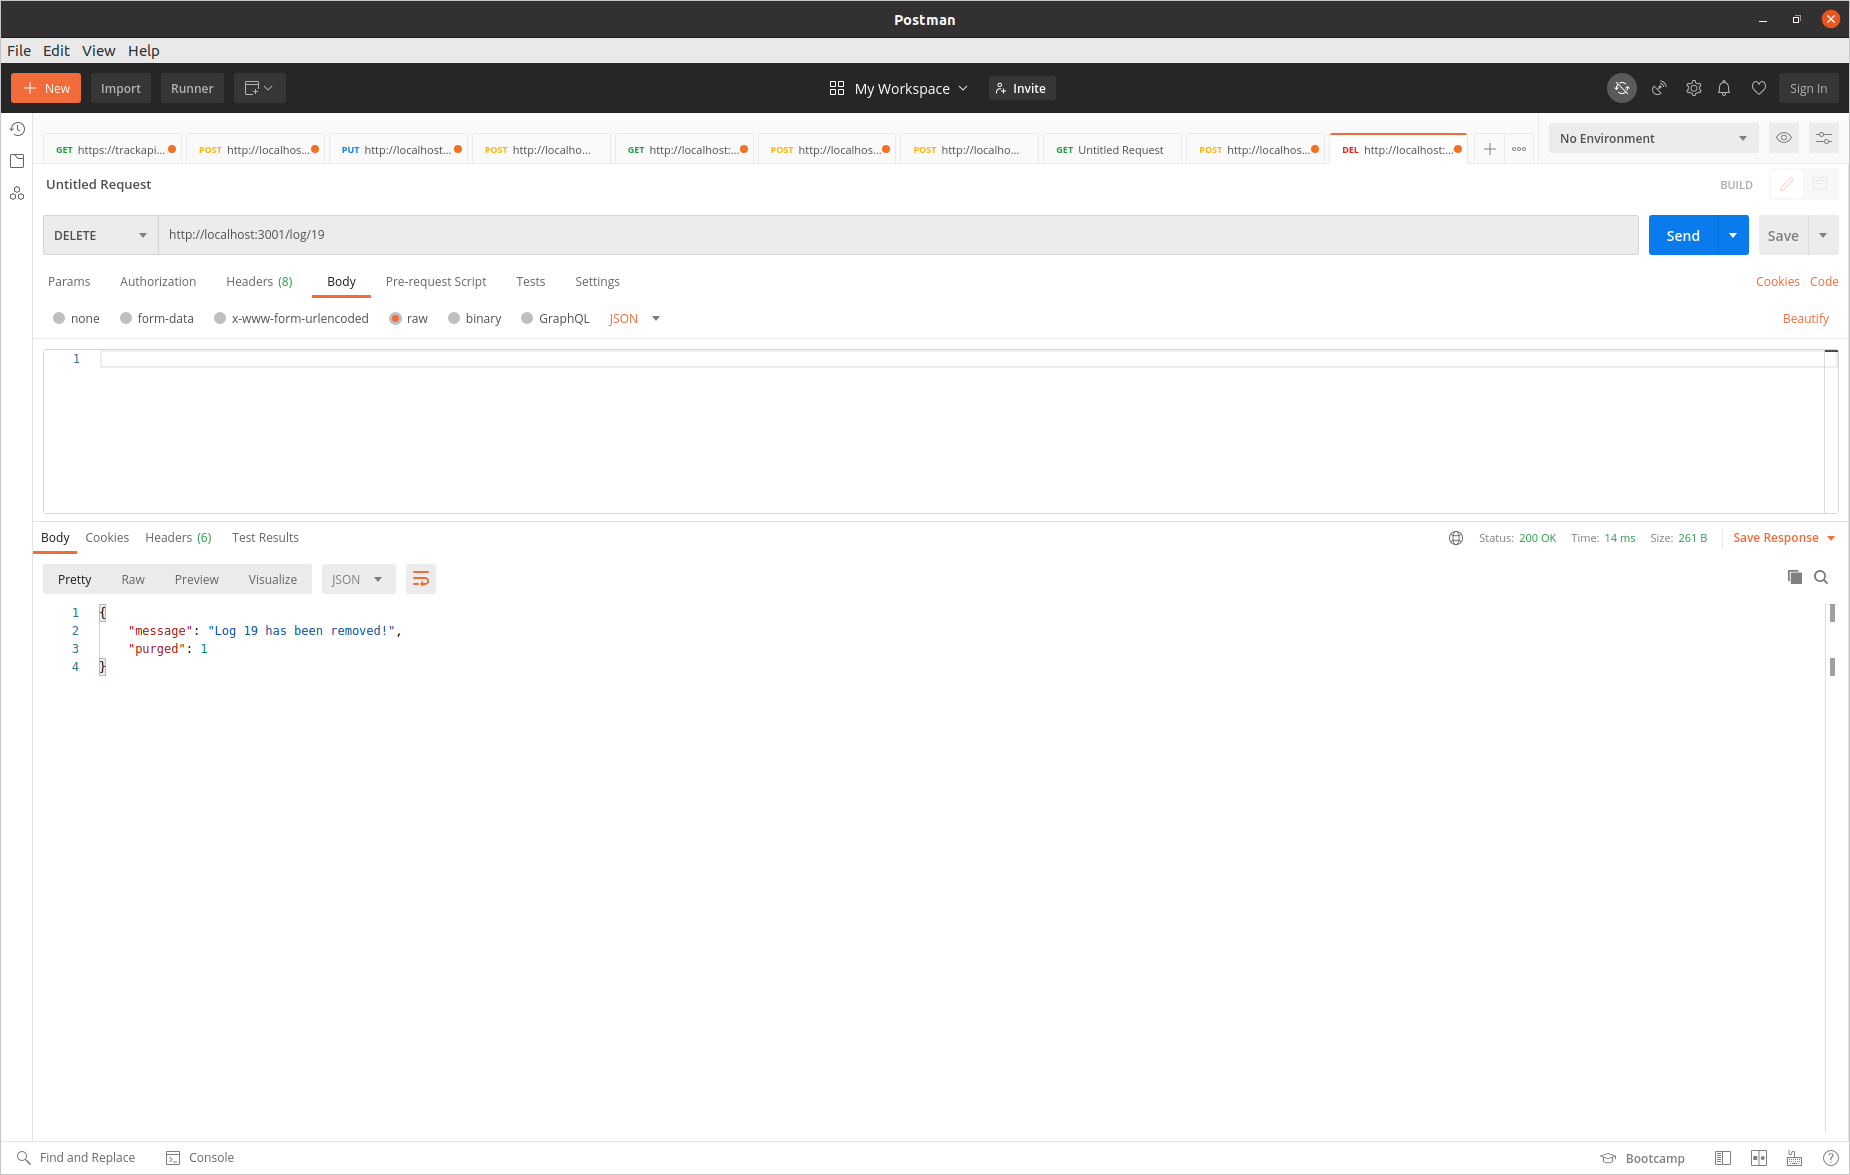 Postman
File Edit View Help
New Import Runner My Workspace Invite Sign In
GET https://trackapi... POST http://localhos... PUT http://localhost... POST http://localho... GET http://localhost:... POST http://localhos... POST http://localho... GET Untitled Request POST http://localhos... DEL http://localhost:... No Environment
Untitled Request BUILD
DELETE http://localhost:3001/log/19 Send Save
Params Authorization Headers (8) Body Pre-request Script Tests Settings Cookies Code
none form-data x-www-form-urlencoded raw binary GraphQL JSON Beautify
1
Body Cookies Headers (6) Test Results Status: 200 OK Time: 14 ms Size: 261 B Save Response
Pretty Raw Preview Visualize JSON
1 {
2 "message": "Log 19 has been removed!",
3 "purged": 1
4 }
Find and Replace Console Bootcamp